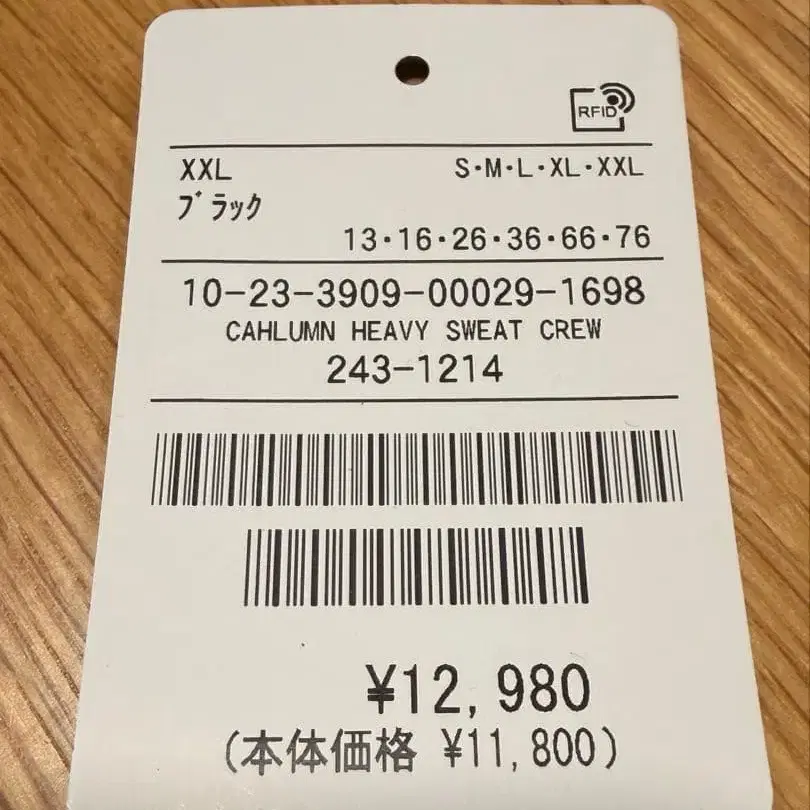 RFID
XXL S・M・L・XL・XXL
ﾌﾞﾗｯｸ
13・16・26・36・66・76
10-23-3909-00029-1698
CAHLUMN HEAVY SWEAT CREW
243-1214
¥12,980
(本体価格 ¥11,800)